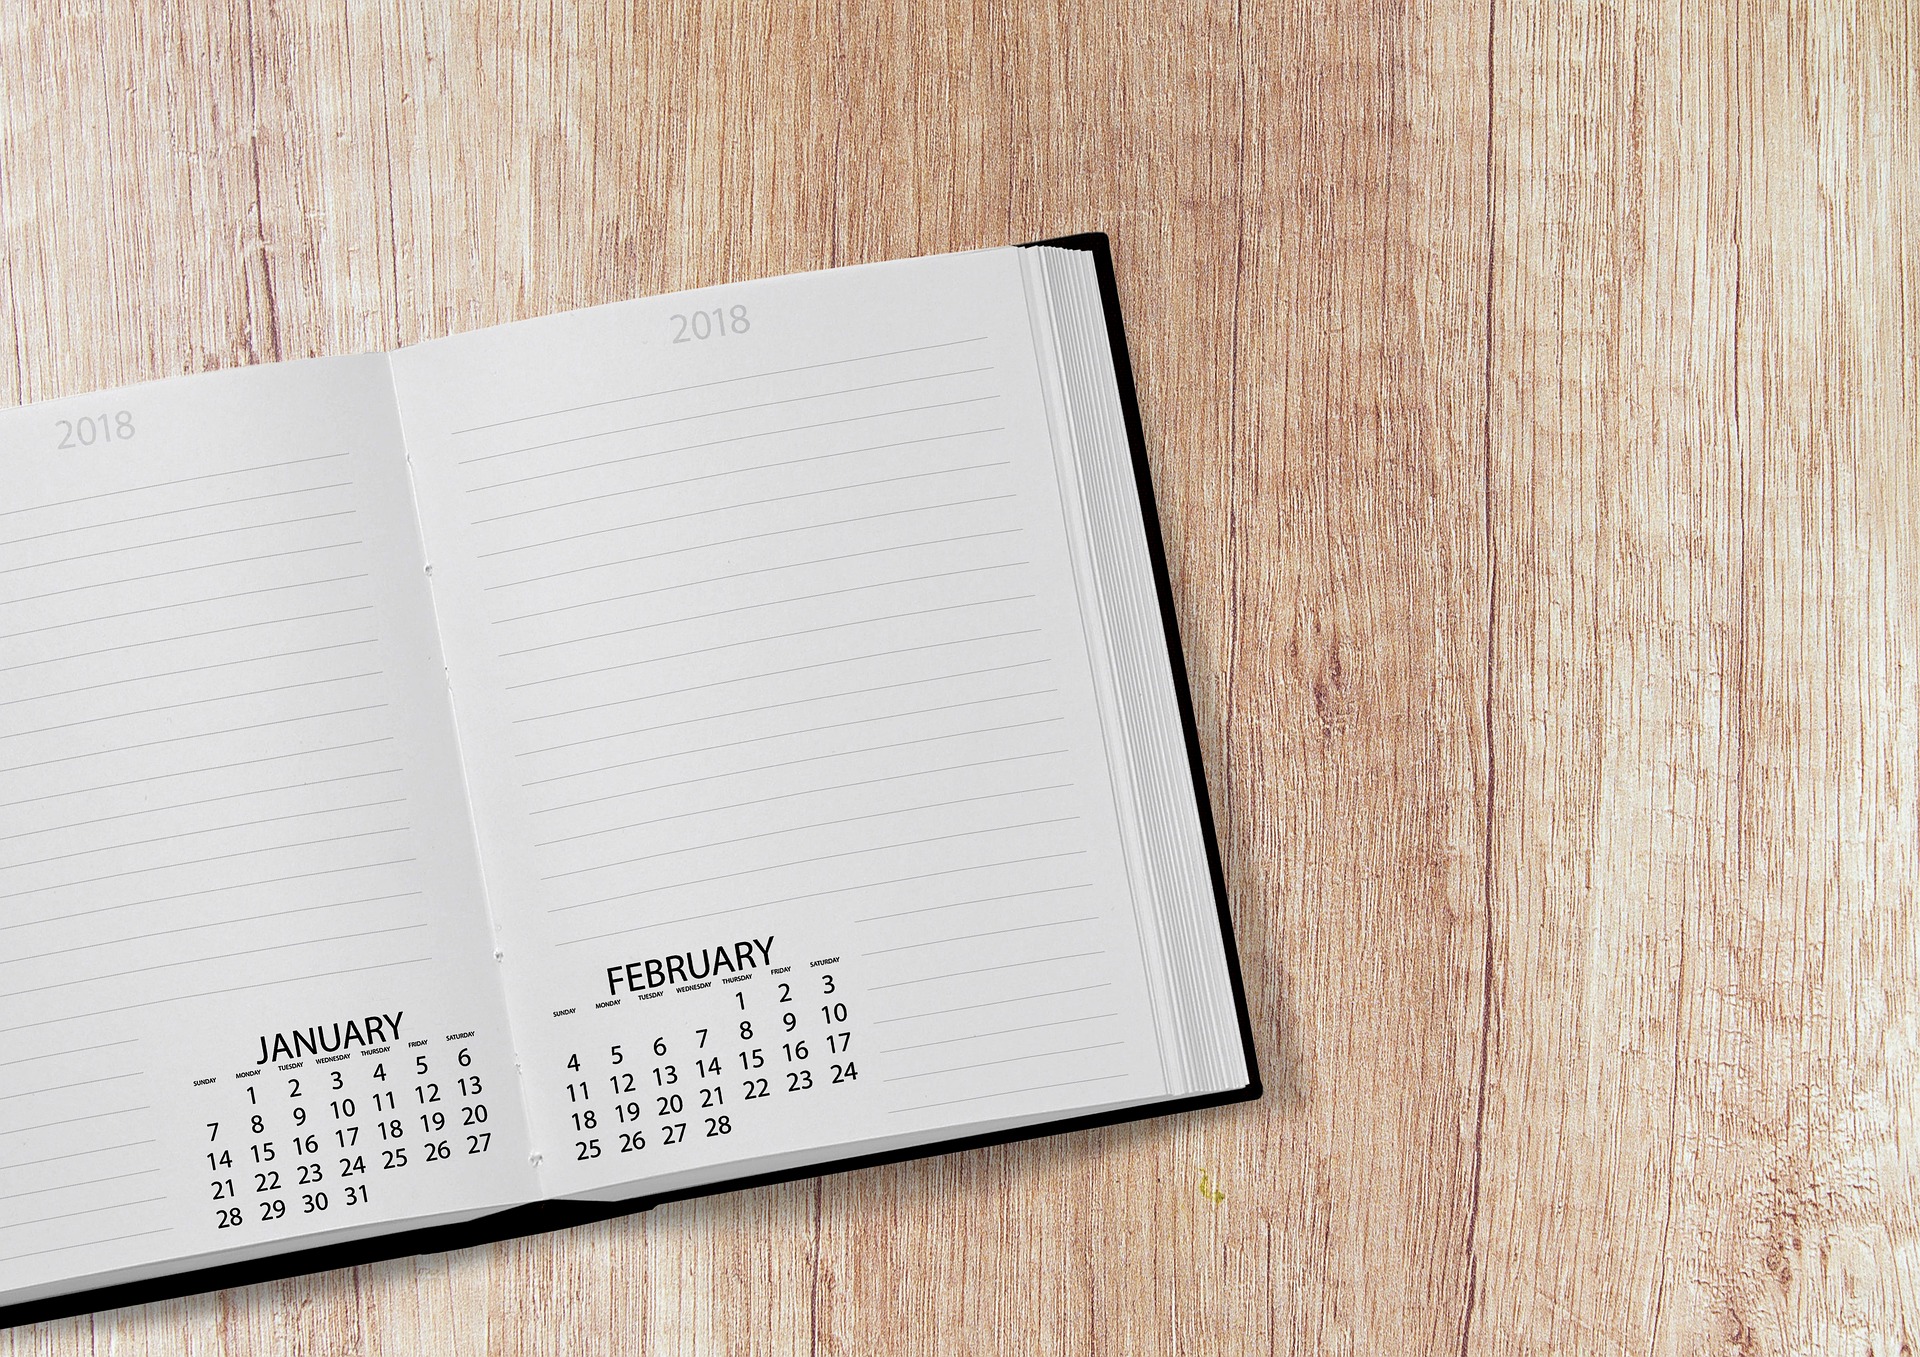 2018
JANUARY
SUNDAY MONDAY TUESDAY WEDNESDAY THURSDAY FRIDAY SATURDAY
1 2 3 4 5 6
7 8 9 10 11 12 13
14 15 16 17 18 19 20
21 22 23 24 25 26 27
28 29 30 31
2018
FEBRUARY
SUNDAY MONDAY TUESDAY WEDNESDAY THURSDAY FRIDAY SATURDAY
1 2 3
4 5 6 7 8 9 10
11 12 13 14 15 16 17
18 19 20 21 22 23 24
25 26 27 28